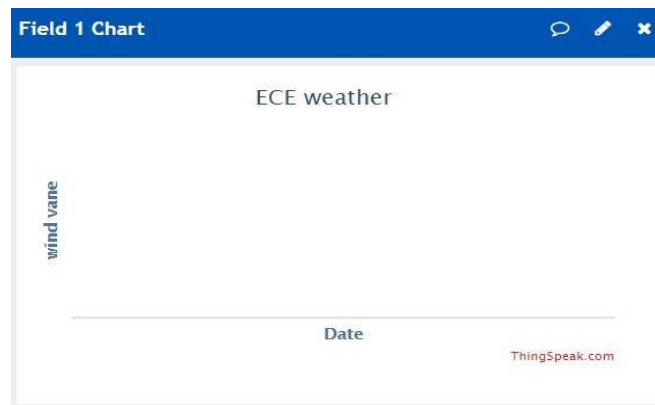 Field 1 Chart
ECE weather
wind vane
Date
ThingSpeak.com